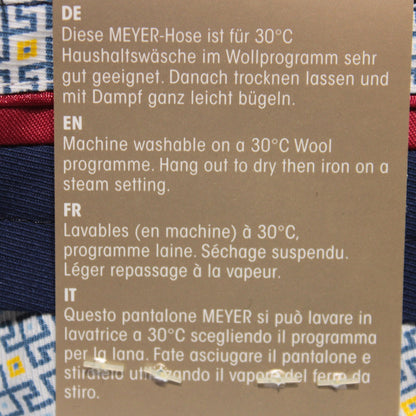 DE
Diese MEYER-Hose ist für 30°C
Haushaltswäsche im Wollprogramm sehr
gut geeignet. Danach trocknen lassen und
mit Dampf ganz leicht bügeln.
EN
Machine washable on a 30°C Wool
programme. Hang out to dry then iron on a
steam setting.
FR
Lavables (en machine) à 30°C,
programme laine. Séchage suspendu.
Léger repassage à la vapeur.
IT
Questo pantalone MEYER si può lavare in
lavatrice a 30°C scegliendo il programma
per la lana. Fate asciugare il pantalone e
stiratelo utilizzando il vapore del ferro da
stiro.